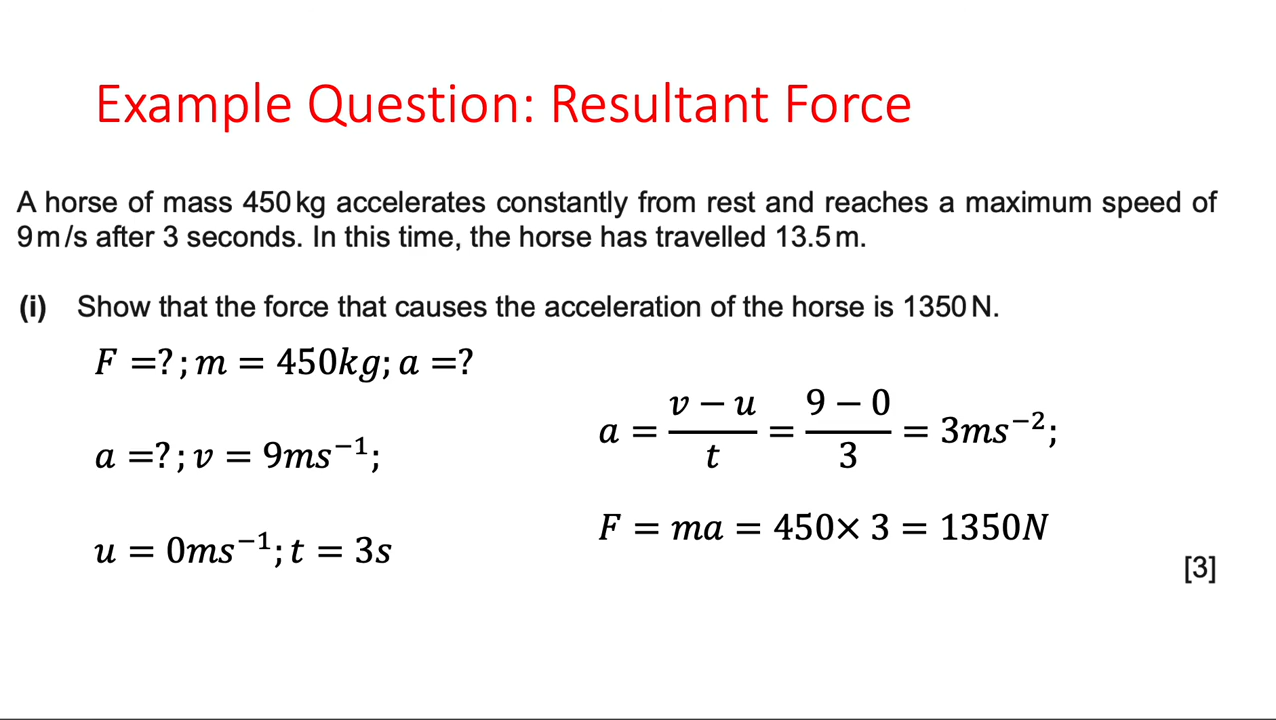 Example Question: Resultant Force
A horse of mass 450 kg accelerates constantly from rest and reaches a maximum speed of
9 m/s after 3 seconds. In this time, the horse has travelled 13.5 m.
(i) Show that the force that causes the acceleration of the horse is 1350 N.
F =? ; m = 450kg; a =?
a =? ; v = 9ms⁻¹;
u = 0ms⁻¹; t = 3s
a = (v − u)/t = (9 − 0)/3 = 3ms⁻²;
F = ma = 450× 3 = 1350N
[3]